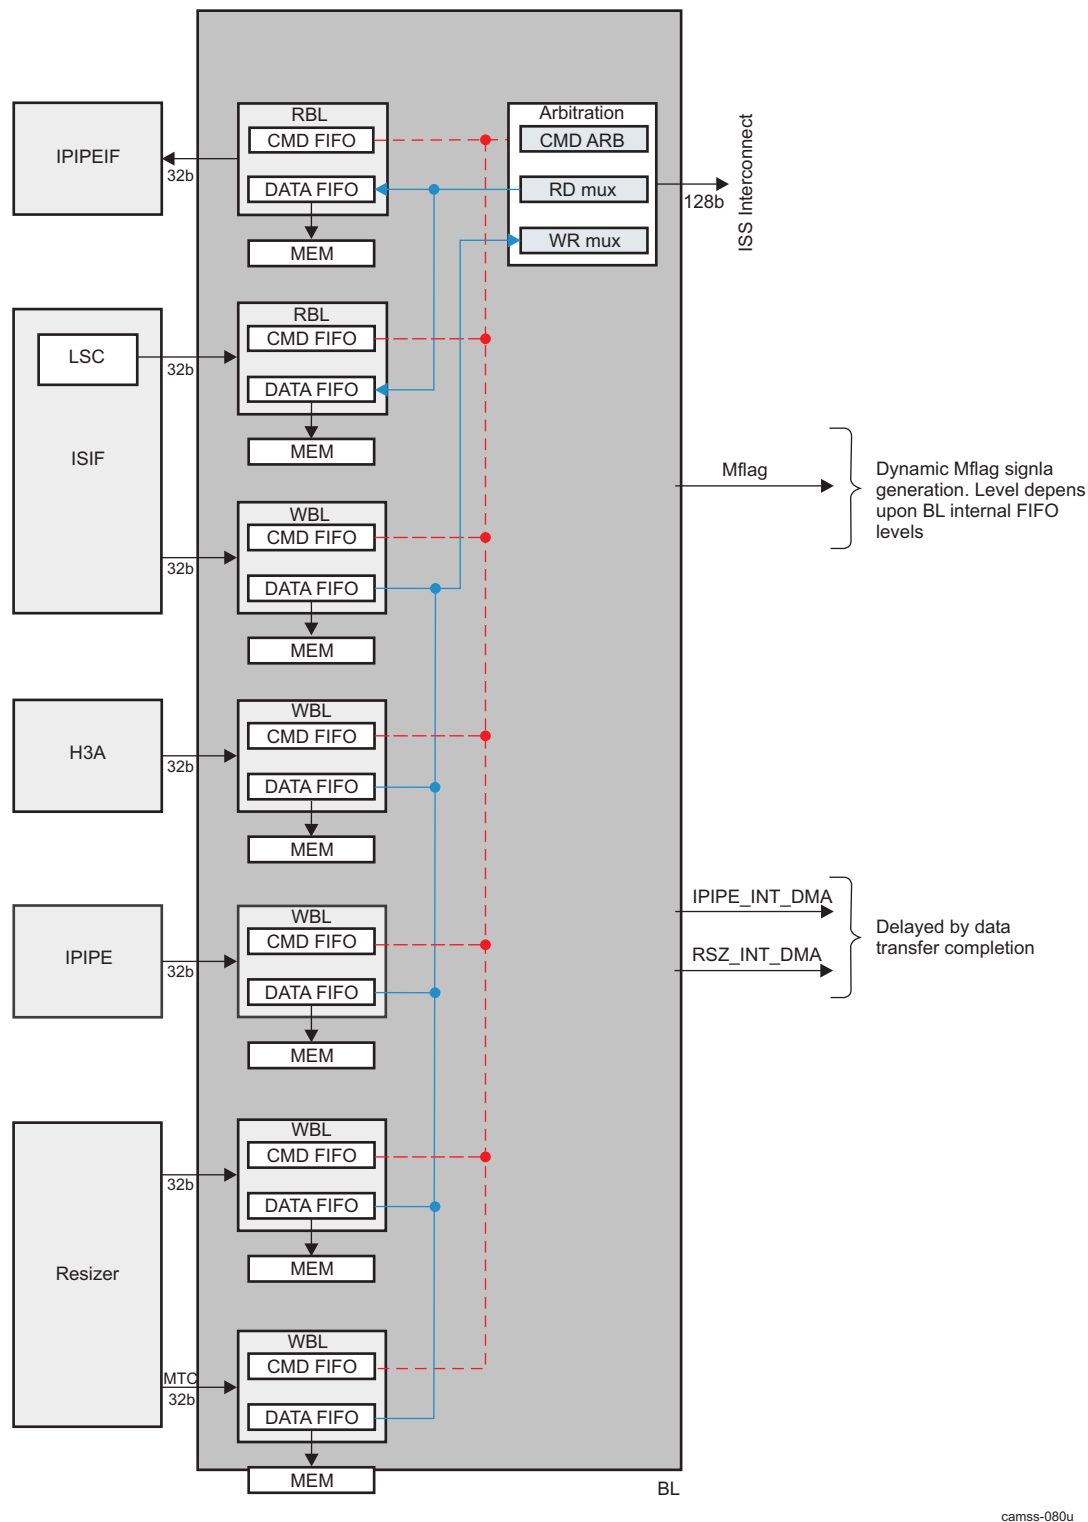 RBL
CMD FIFO
DATA FIFO
MEM
IPIPEIF
32b
Arbitration
CMD ARB
RD mux
WR mux
128b
ISS Interconnect
RBL
CMD FIFO
DATA FIFO
MEM
LSC
32b
ISIF
WBL
CMD FIFO
DATA FIFO
MEM
32b
Mflag
Dynamic Mflag signla
generation. Level depens
upon BL internal FIFO
levels
H3A
32b
WBL
CMD FIFO
DATA FIFO
MEM
IPIPE
32b
WBL
CMD FIFO
DATA FIFO
MEM
IPIPE_INT_DMA
RSZ_INT_DMA
Delayed by data
transfer completion
Resizer
32b
WBL
CMD FIFO
DATA FIFO
MEM
MTC
32b
WBL
CMD FIFO
DATA FIFO
MEM
BL
camss-080u